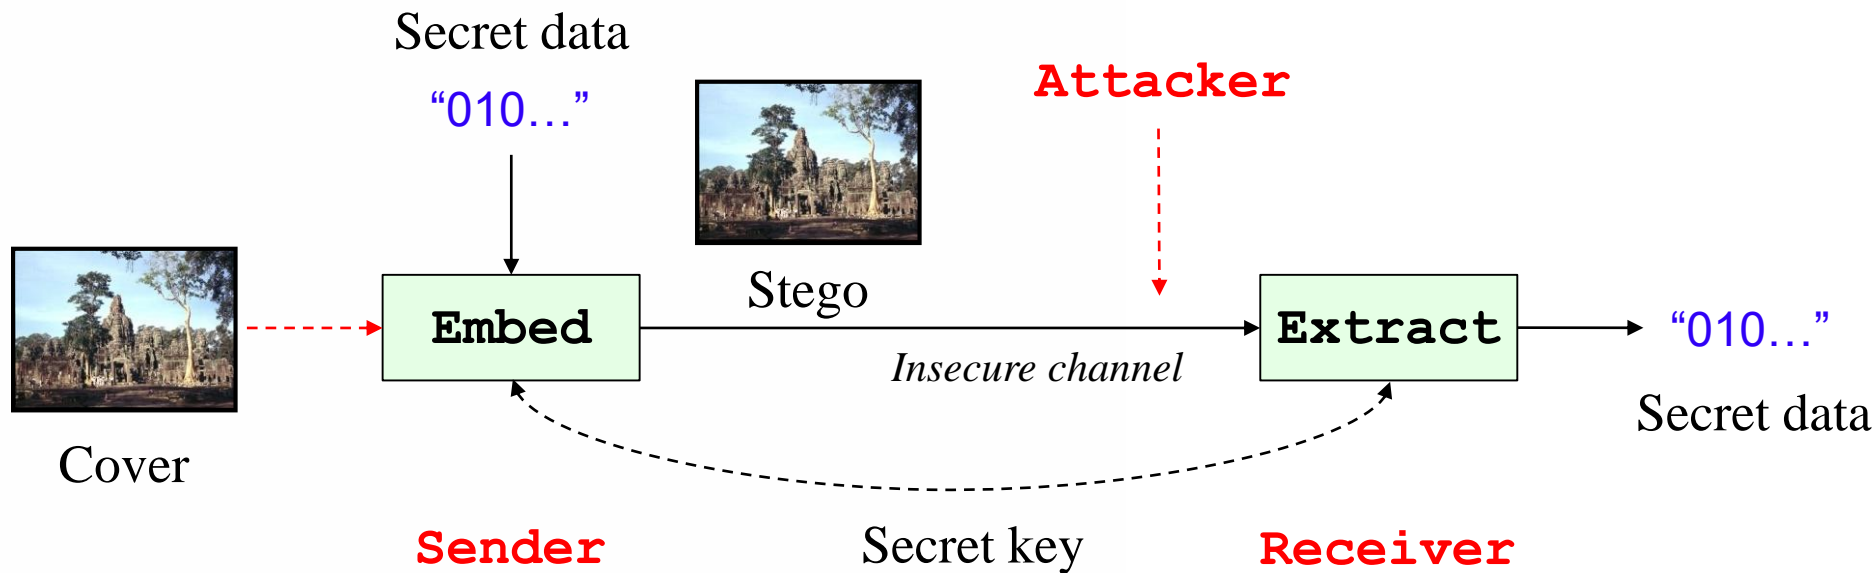 Secret data
“010…”
Attacker
Stego
Embed
Extract
“010…”
Insecure channel
Secret data
Cover
Sender
Secret key
Receiver